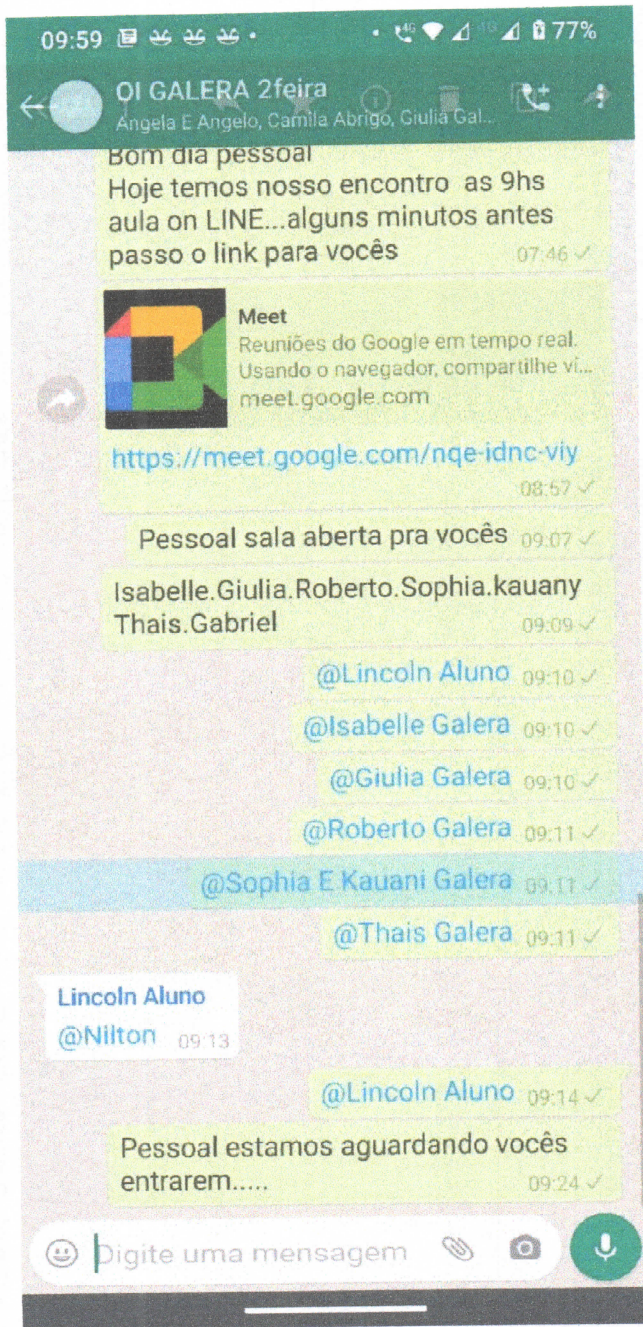 09:59 4G 4G 77%
OI GALERA 2feira
Angela E Angelo, Camila Abrigo, Giulia Gal...
Bom dia pessoal
Hoje temos nosso encontro as 9hs
aula on LINE...alguns minutos antes
passo o link para vocês 07:46
Meet
Reuniões do Google em tempo real.
Usando o navegador, compartilhe ví...
meet.google.com
https://meet.google.com/nqe-idnc-viy
08:57
Pessoal sala aberta pra vocês 09:07
Isabelle.Giulia.Roberto.Sophia.kauany
Thais.Gabriel 09:09
@Lincoln Aluno 09:10
@Isabelle Galera 09:10
@Giulia Galera 09:10
@Roberto Galera 09:11
@Sophia E Kauani Galera 09:11
@Thais Galera 09:11
Lincoln Aluno
@Nilton 09:13
@Lincoln Aluno 09:14
Pessoal estamos aguardando vocês
entrarem..... 09:24
Digite uma mensagem